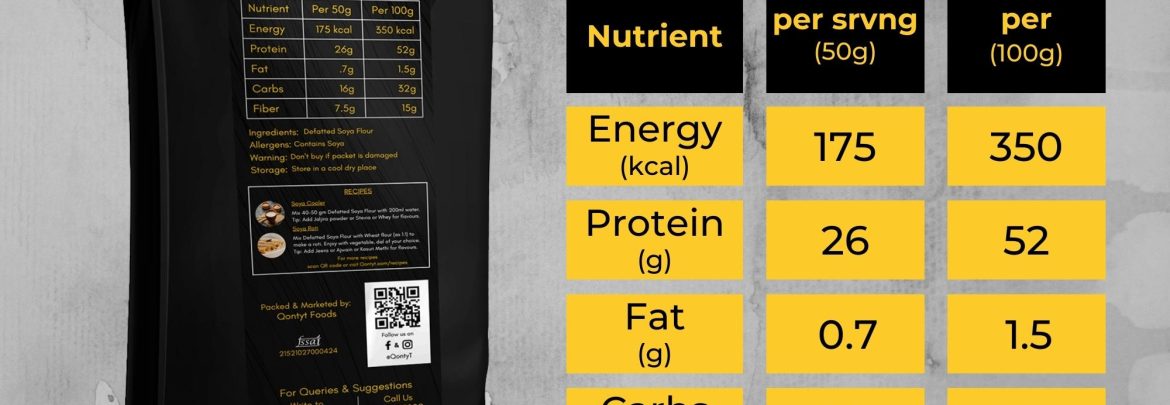 Nutrient Per 50g Per 100g
Energy 175 kcal 350 kcal
Protein 26g 52g
Fat .7g 1.5g
Carbs 16g 32g
Fiber 7.5g 15g
Ingredients: Defatted Soya Flour
Allergens: Contains Soya
Warning: Don't buy if packet is damaged
Storage: Store in a cool dry place
RECIPES
Soya Cooler
Mix 40-50 gm Defatted Soya Flour with 200ml water.
Tip: Add Jaljira powder or Stevia or Whey for flavours.
Soya Roti
Mix Defatted Soya Flour with Wheat flour (as 1:1) to
make a roti. Enjoy with vegetable, dal of your choice.
Tip: Add Jeera or Ajwain or Kasuri Methi for flavours.
For more recipes
scan QR code or visit Qontyt.com/recipes
Packed & Marketed by:
Qontyt Foods
fssai
21521027000424
Follow us on
f &
@QontyT
For Queries & Suggestions
Write to
Call Us
Nutrient per srvng (50g) per (100g)
Energy (kcal) 175 350
Protein (g) 26 52
Fat (g) 0.7 1.5
Carbs